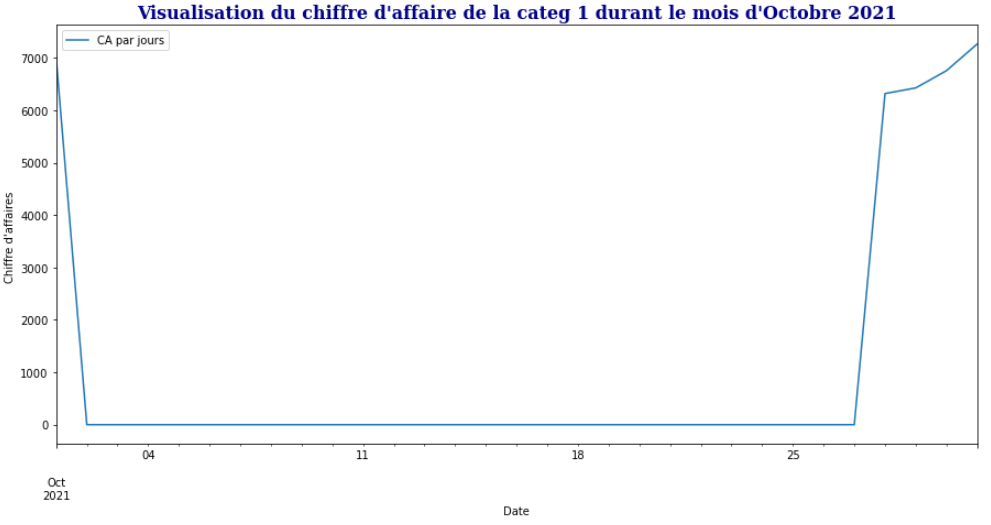 Visualisation du chiffre d'affaire de la categ 1 durant le mois d'Octobre 2021
CA par jours
7000
6000
5000
4000
3000
2000
1000
0
Chiffre d'affaires
04
11
18
25
Oct
2021
Date